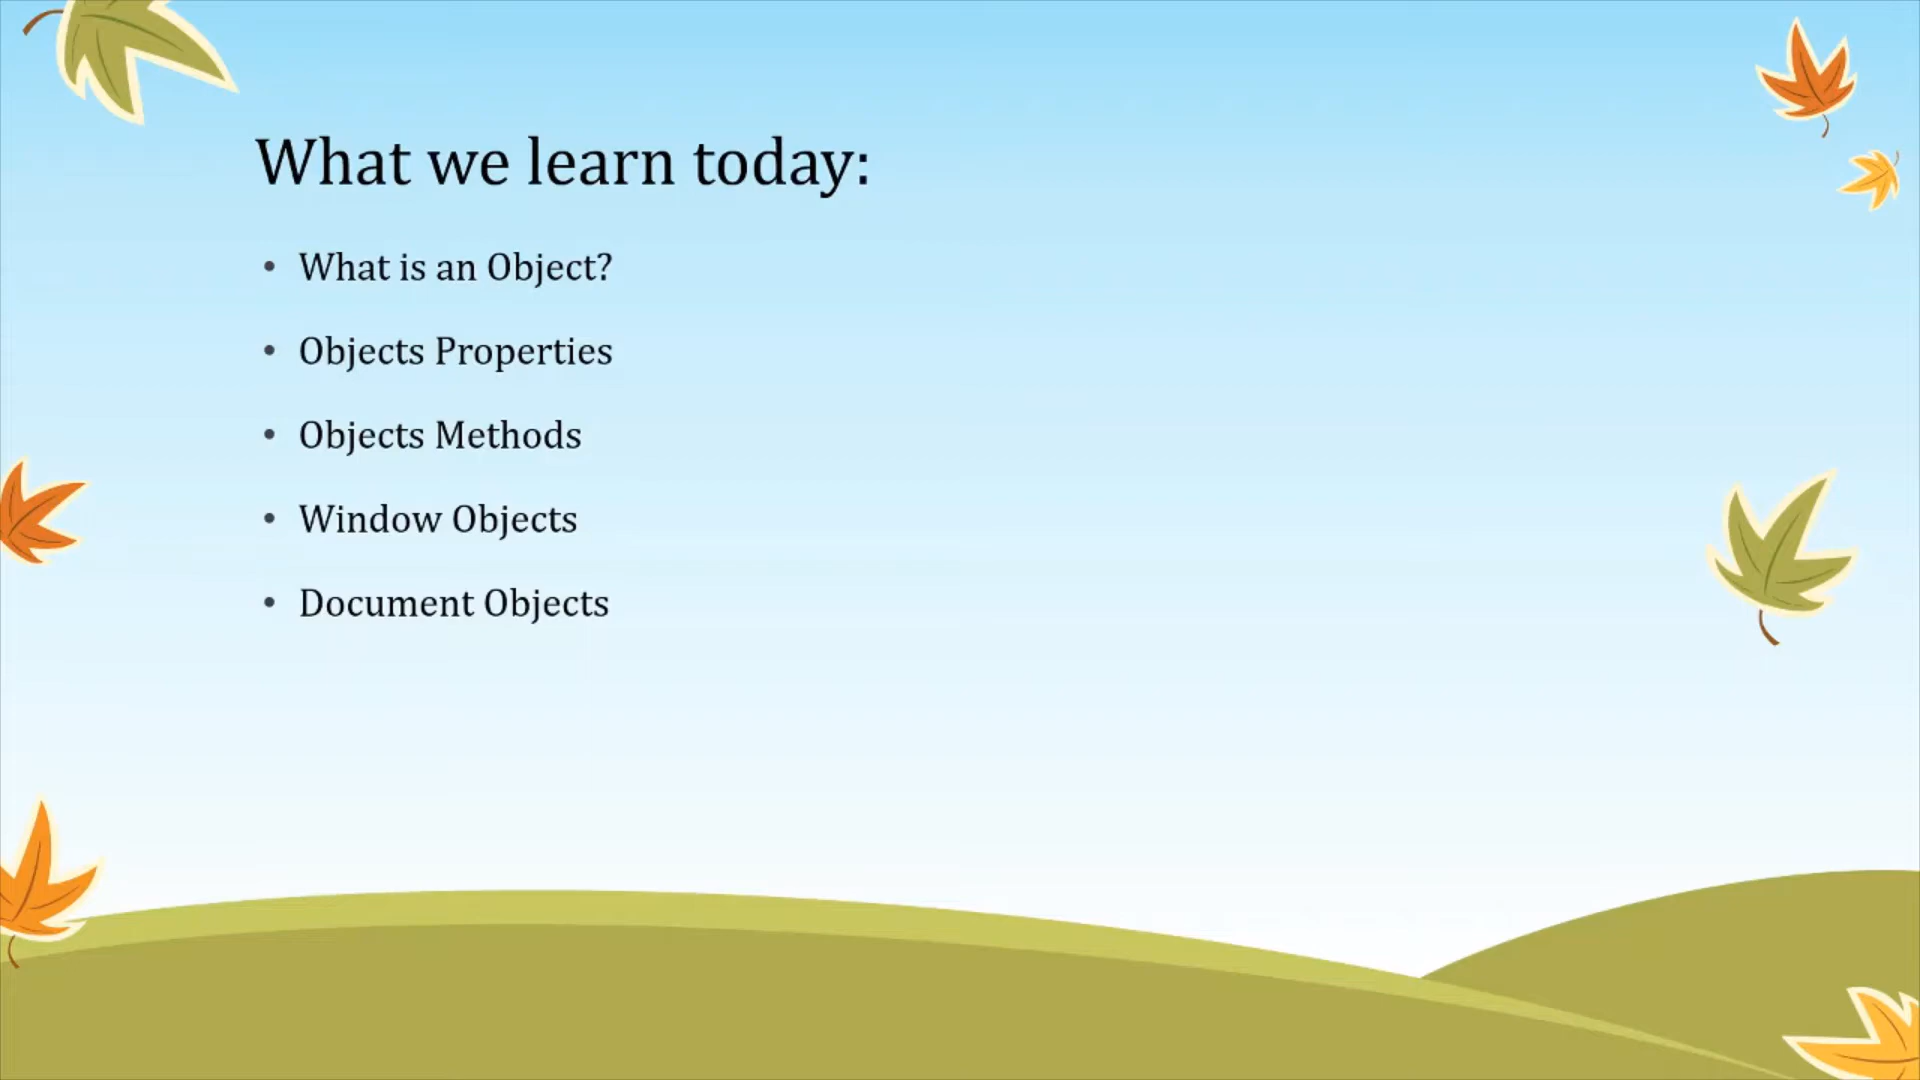 What we learn today:
• What is an Object?
• Objects Properties
• Objects Methods
• Window Objects
• Document Objects